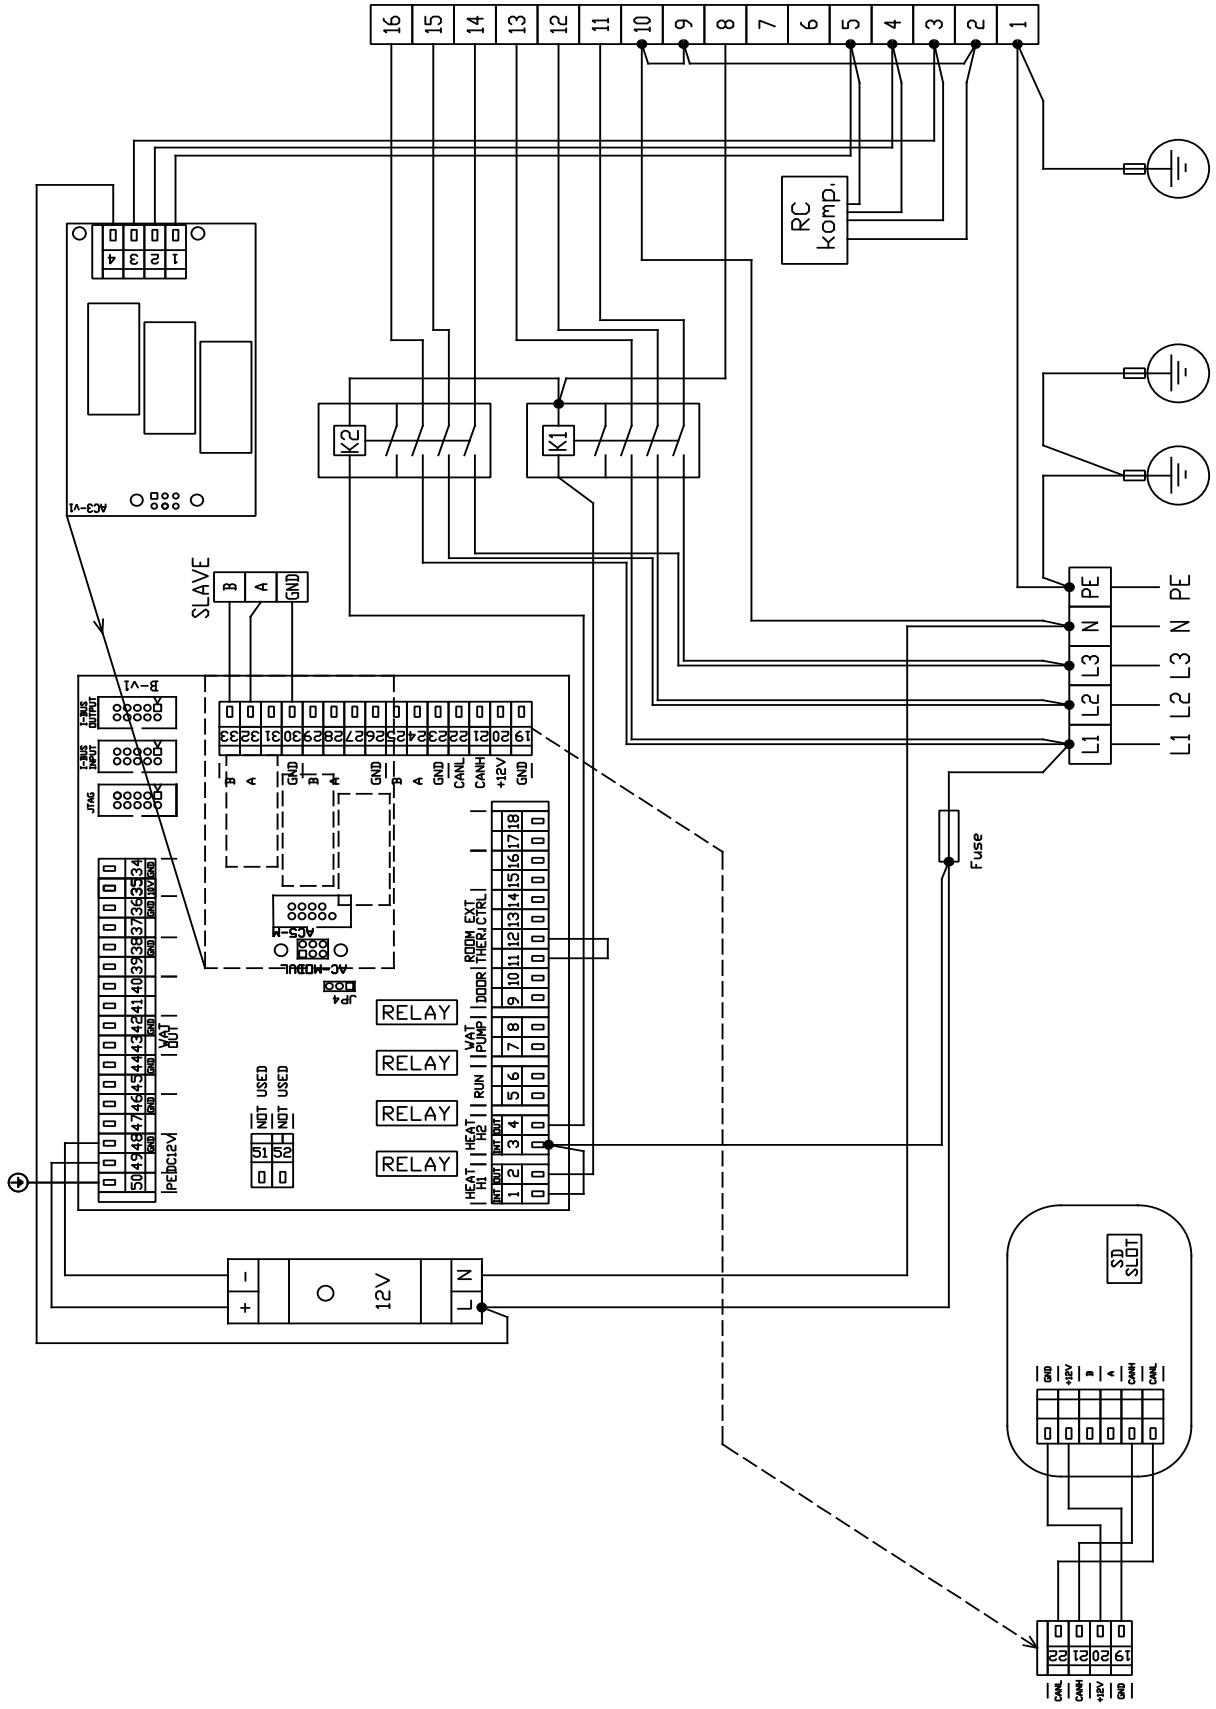 16 15 14 13 12 11 10 9 8 7 6 5 4 3 2 1
4 3 2 1
AC3-v1
RC
komp.
K2
K1
SLAVE
B
A
GND
B-v1
I-BUS
OUTPUT
I-BUS
INPUT
JTAG
33 32 31 30 29 28 27 26 25 24 23 22 21 20 19
B
A
GND
B
A
GND
B
A
GND
CANL
CANH
+12V
GND
34 35 36 37 38 39 40 41 42 43 44 45 46 47 48 49 50
GND
10V
GND
GND
GND
GND
GND
GND
WAT
OUT
DC12V
PE
AC5-M
AC-MODUL
JP4
RELAY
RELAY
RELAY
RELAY
NOT USED
NOT USED
51
52
18 17 16 15 14 13 12 11 10 9 8 7 6 5 4 3 2 1
EXT
CTRL
ROOM
THER.
DOOR
WAT
PUMP
RUN
HEAT
H2
HEAT
H1
OUT
INT
OUT
INT
PE N L3 L2 L1
PE
N
L3
L2
L1
Fuse
-
+
12V
N
L
SD
SLOT
GND
+12V
B
A
CANH
CANL
22 21 20 19
CANL
CANH
+12V
GND